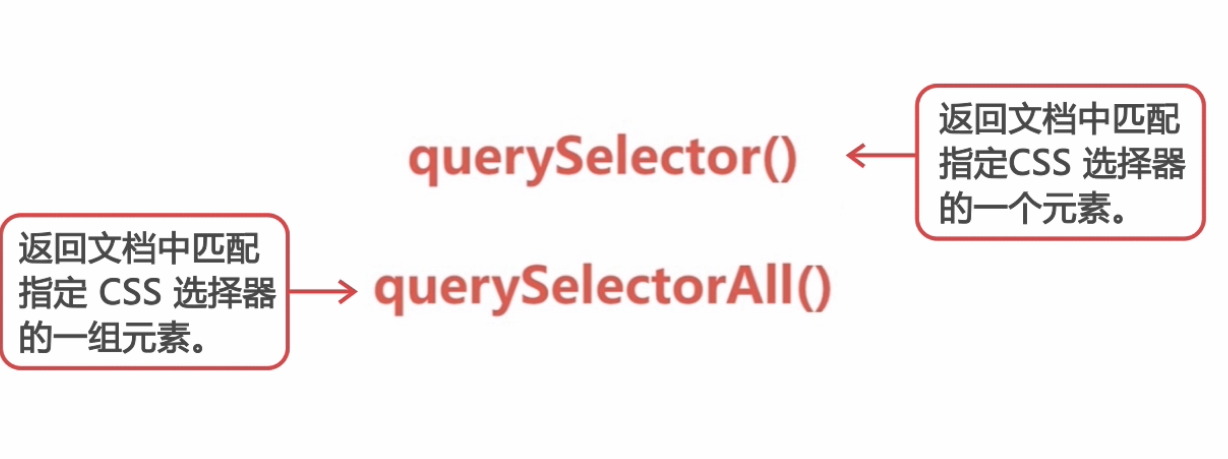 querySelector()
返回文档中匹配
指定CSS 选择器
的一个元素。
返回文档中匹配
指定 CSS 选择器
的一组元素。
querySelectorAll()